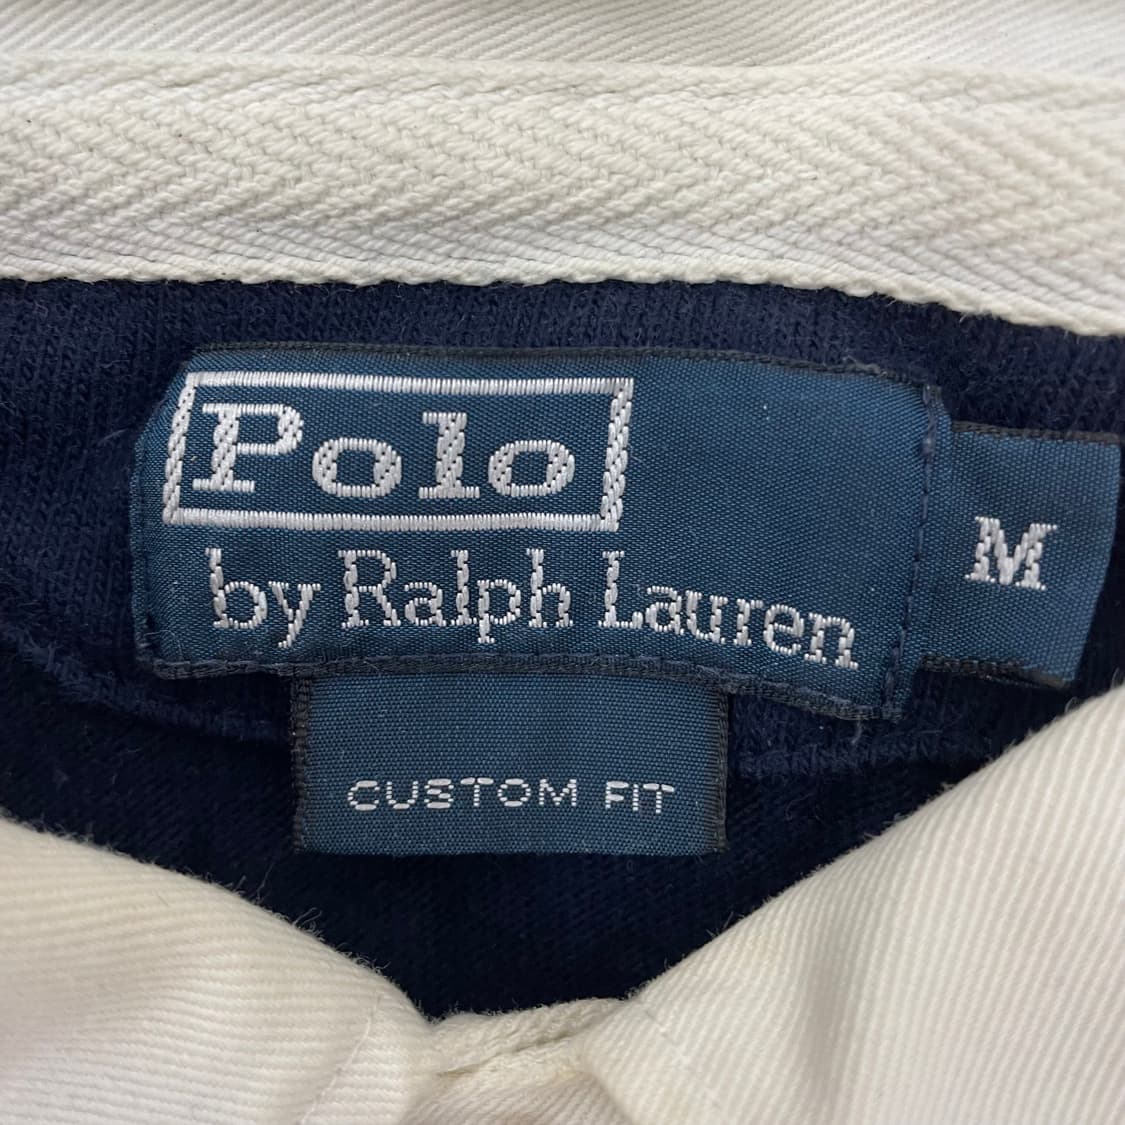 Polo
by Ralph Lauren
M
CUSTOM FIT